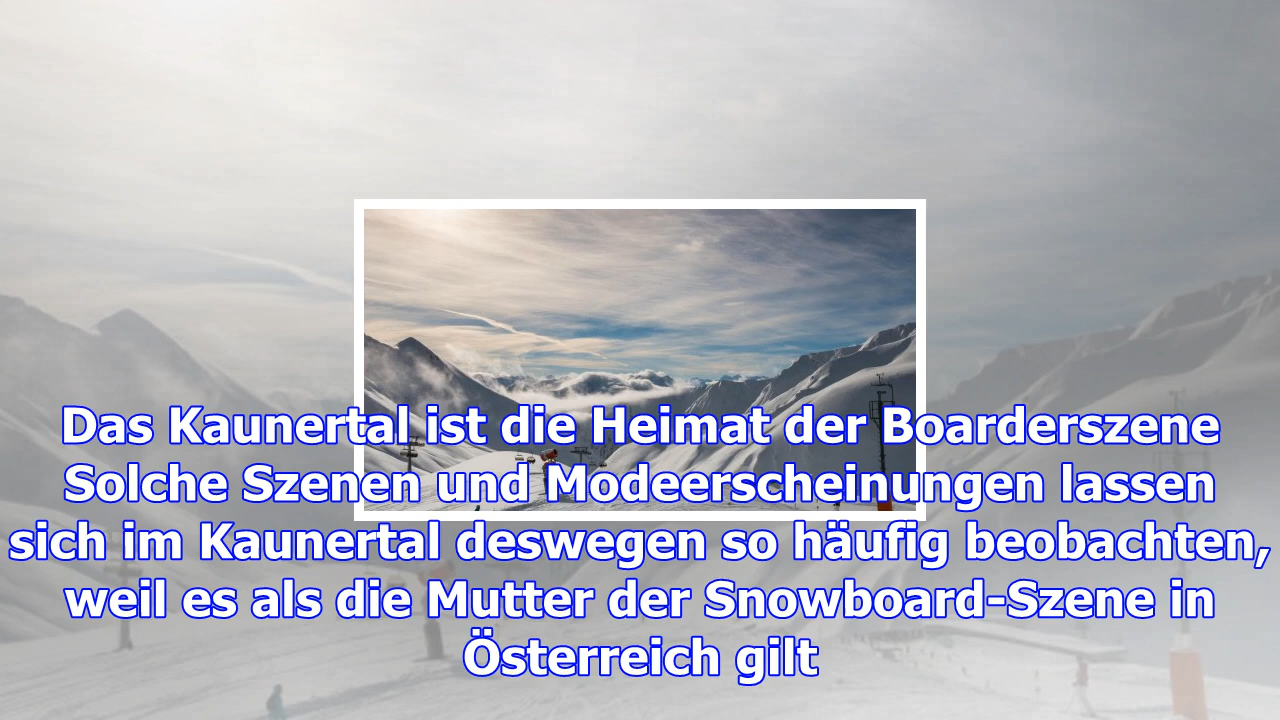 Das Kaunertal ist die Heimat der Boarderszene
Solche Szenen und Modeerscheinungen lassen
sich im Kaunertal deswegen so häufig beobachten,
weil es als die Mutter der Snowboard-Szene in
Österreich gilt